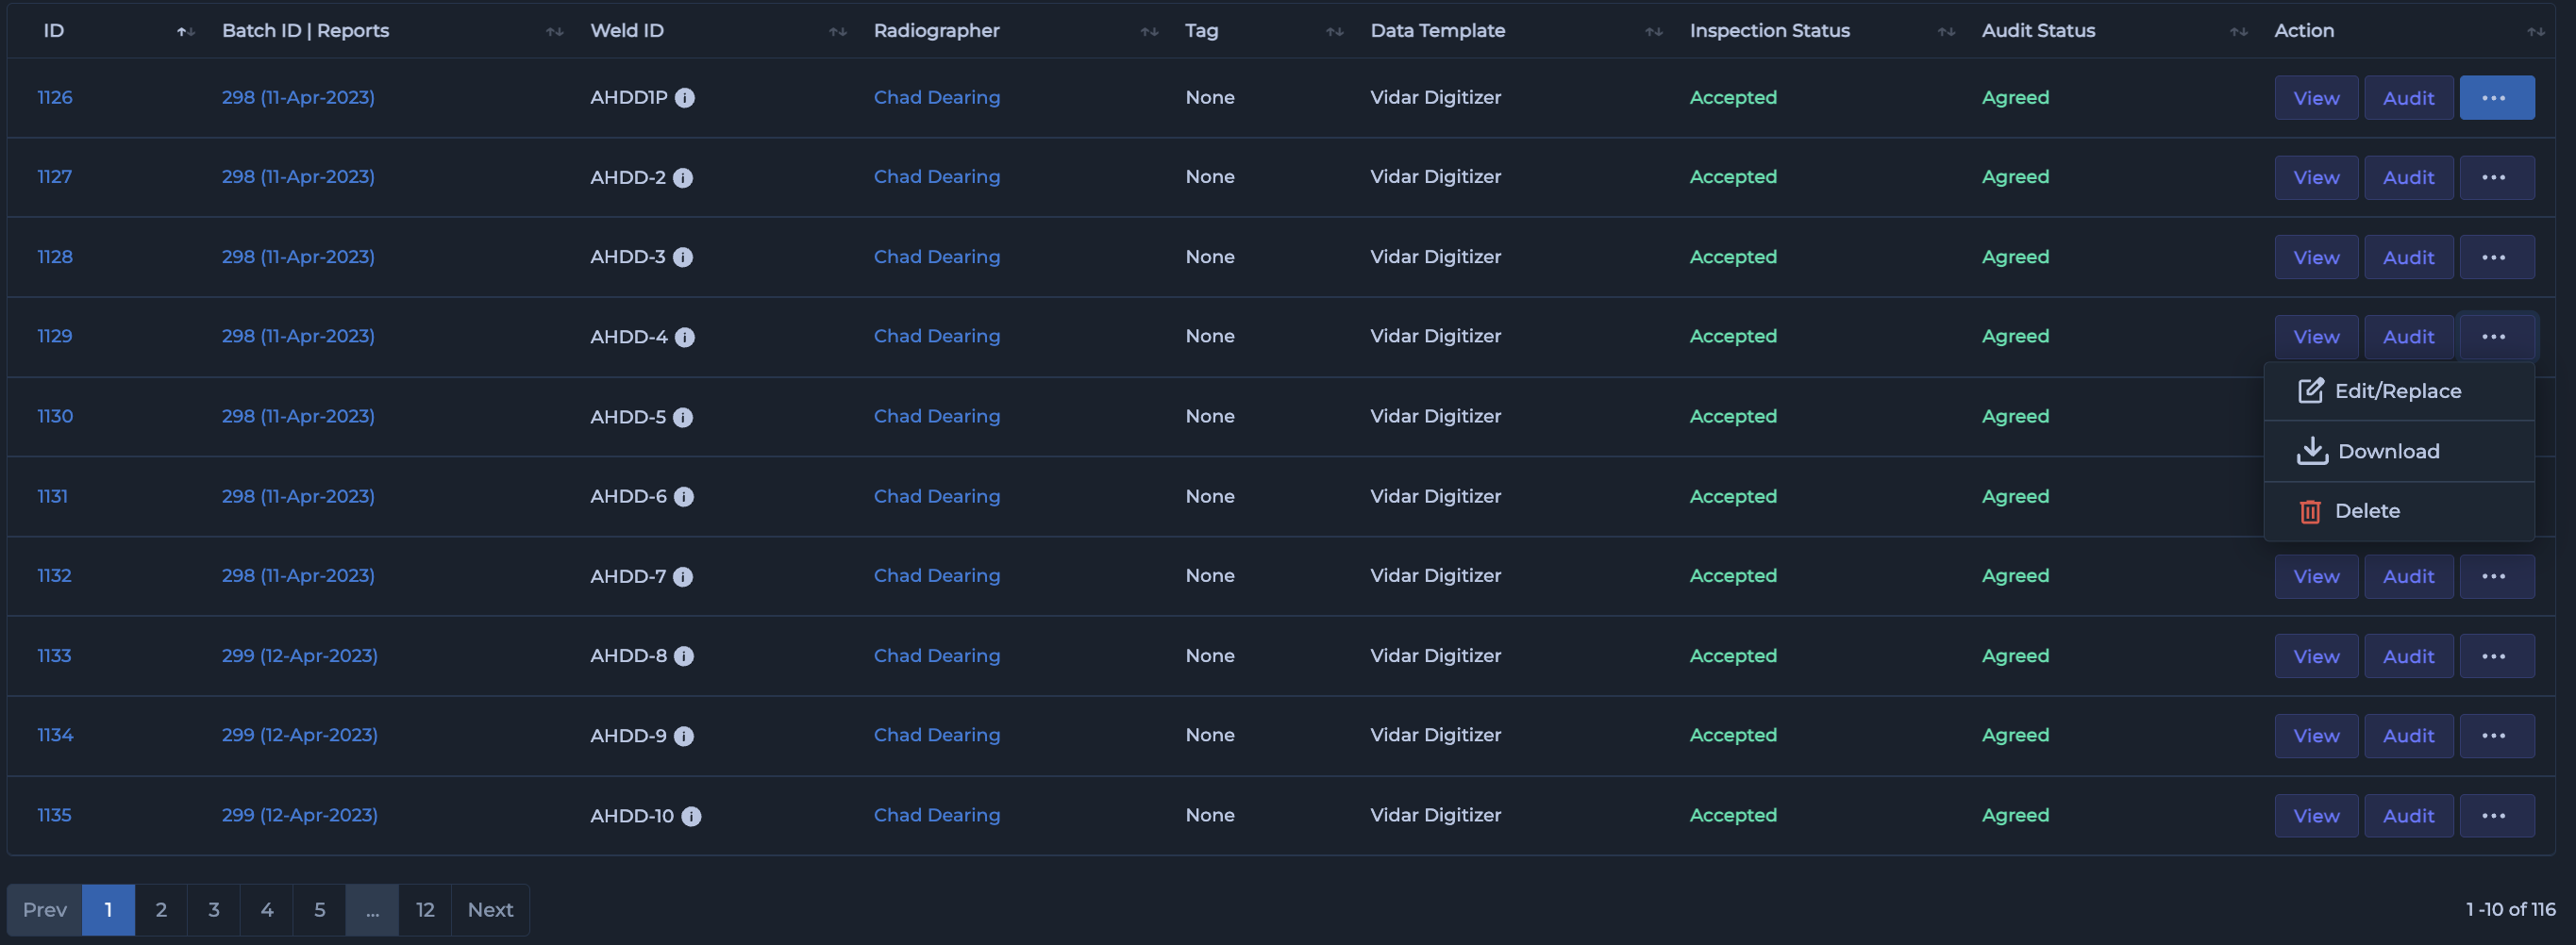 ID Batch ID | Reports Weld ID Radiographer Tag Data Template Inspection Status Audit Status Action
1126 298 (11-Apr-2023) AHDD1P Chad Dearing None Vidar Digitizer Accepted Agreed View Audit ...
1127 298 (11-Apr-2023) AHDD-2 Chad Dearing None Vidar Digitizer Accepted Agreed View Audit ...
1128 298 (11-Apr-2023) AHDD-3 Chad Dearing None Vidar Digitizer Accepted Agreed View Audit ...
1129 298 (11-Apr-2023) AHDD-4 Chad Dearing None Vidar Digitizer Accepted Agreed View Audit ...
Edit/Replace
1130 298 (11-Apr-2023) AHDD-5 Chad Dearing None Vidar Digitizer Accepted Agreed
Download
1131 298 (11-Apr-2023) AHDD-6 Chad Dearing None Vidar Digitizer Accepted Agreed
Delete
1132 298 (11-Apr-2023) AHDD-7 Chad Dearing None Vidar Digitizer Accepted Agreed View Audit ...
1133 299 (12-Apr-2023) AHDD-8 Chad Dearing None Vidar Digitizer Accepted Agreed View Audit ...
1134 299 (12-Apr-2023) AHDD-9 Chad Dearing None Vidar Digitizer Accepted Agreed View Audit ...
1135 299 (12-Apr-2023) AHDD-10 Chad Dearing None Vidar Digitizer Accepted Agreed View Audit ...
Prev 1 2 3 4 5 ... 12 Next 1 -10 of 116